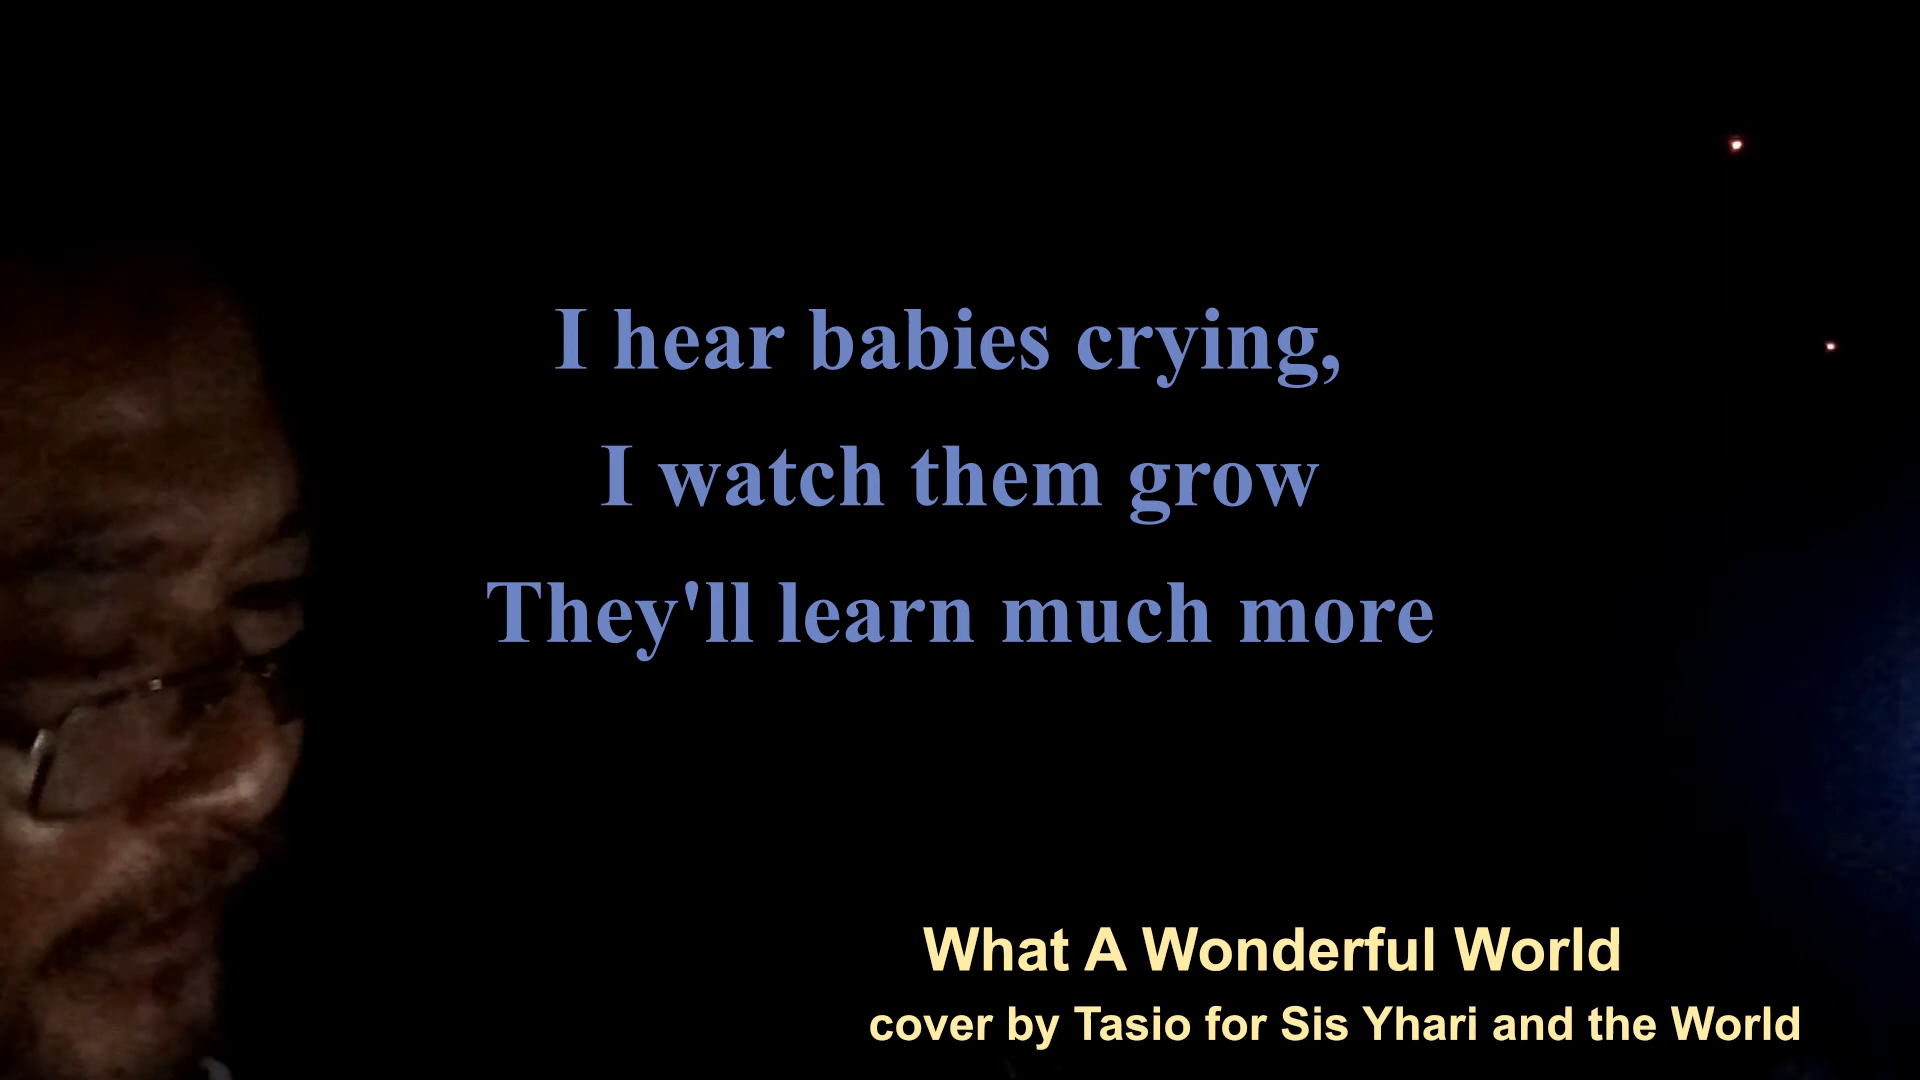 I hear babies crying,
I watch them grow
They'll learn much more
What A Wonderful World
cover by Tasio for Sis Yhari and the World